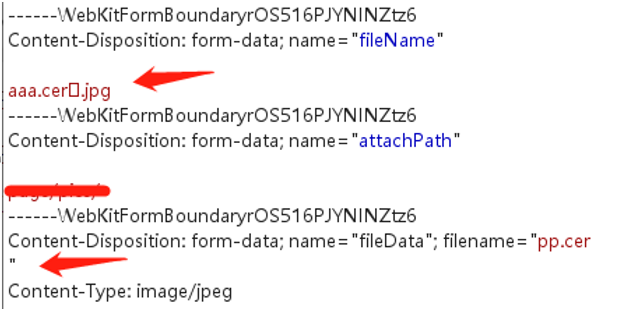 ------WebKitFormBoundaryrOS516PJYNINZtz6
Content-Disposition: form-data; name="fileName"
aaa.cer▯.jpg
------WebKitFormBoundaryrOS516PJYNINZtz6
Content-Disposition: form-data; name="attachPath"
------WebKitFormBoundaryrOS516PJYNINZtz6
Content-Disposition: form-data; name="fileData"; filename="pp.cer
"
Content-Type: image/jpeg